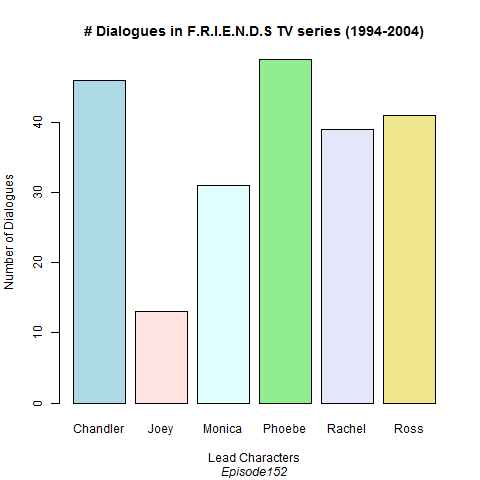 # Dialogues in F.R.I.E.N.D.S TV series (1994-2004)
Number of Dialogues
40
30
20
10
0
Chandler Joey Monica Phoebe Rachel Ross
Lead Characters
Episode152